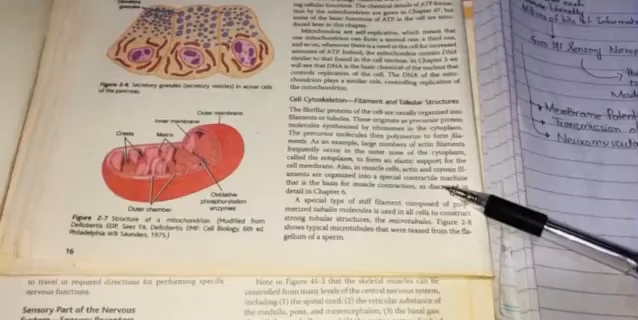 Secretory
granules
Figure 2-6 Secretory granules (secretory vesicles) in acinar cells
of the pancreas.
Outer membrane
Inner membrane
Cristae
Matrix
Outer chamber
Oxidative
phosphorylation
enzymes
Figure 2-7 Structure of a mitochondrion (Modified from
DeRobertis EDP, Saez FA, DeRobertis EMF: Cell Biology, 6th ed.
Philadelphia: WB Saunders, 1975.)
16
ing cellular functions. The chemical details of ATP forma-
tion by the mitochondrion are given in Chapter 67, but
some of the basic functions of ATP in the cell are intro-
duced later in this chapter.
Mitochondria are self-replicative, which means that
one mitochondrion can form a second one, a third one,
and so on, whenever there is a need in the cell for increased
amounts of ATP. Indeed, the mitochondria contain DNA
similar to that found in the cell nucleus. In Chapter 3 we
will see that DNA is the basic chemical of the nucleus that
controls replication of the cell. The DNA of the mito-
chondrion plays a similar role, controlling replication of
the mitochondrion.
Cell Cytoskeleton—Filament and Tubular Structures
The fibrillar proteins of the cell are usually organized into
filaments or tubules. These originate as precursor protein
molecules synthesized by ribosomes in the cytoplasm.
The precursor molecules then polymerize to form fila-
ments. As an example, large numbers of actin filaments
frequently occur in the outer zone of the cytoplasm,
called the ectoplasm, to form an elastic support for the
cell membrane. Also, in muscle cells, actin and myosin fil-
aments are organized into a special contractile machine
that is the basis for muscle contraction, as discussed in
detail in Chapter 6.
A special type of stiff filament composed of poly-
merized tubulin molecules is used in all cells to construct
strong tubular structures, the microtubules. Figure 2-8
shows typical microtubules that were teased from the fla-
gellum of a sperm.
to travel in required directions for performing specific
nervous functions.
Sensory Part of the Nervous
System—Sensory Receptors
Note in Figure 45-3 that the skeletal muscles can be
controlled from many levels of the central nervous system,
including (1) the spinal cord; (2) the reticular substance of
the medulla, pons, and mesencephalon; (3) the basal gan
each
of bits of Informa
From Sensory
Membrane Potent
Transmission o
Neuromuscula